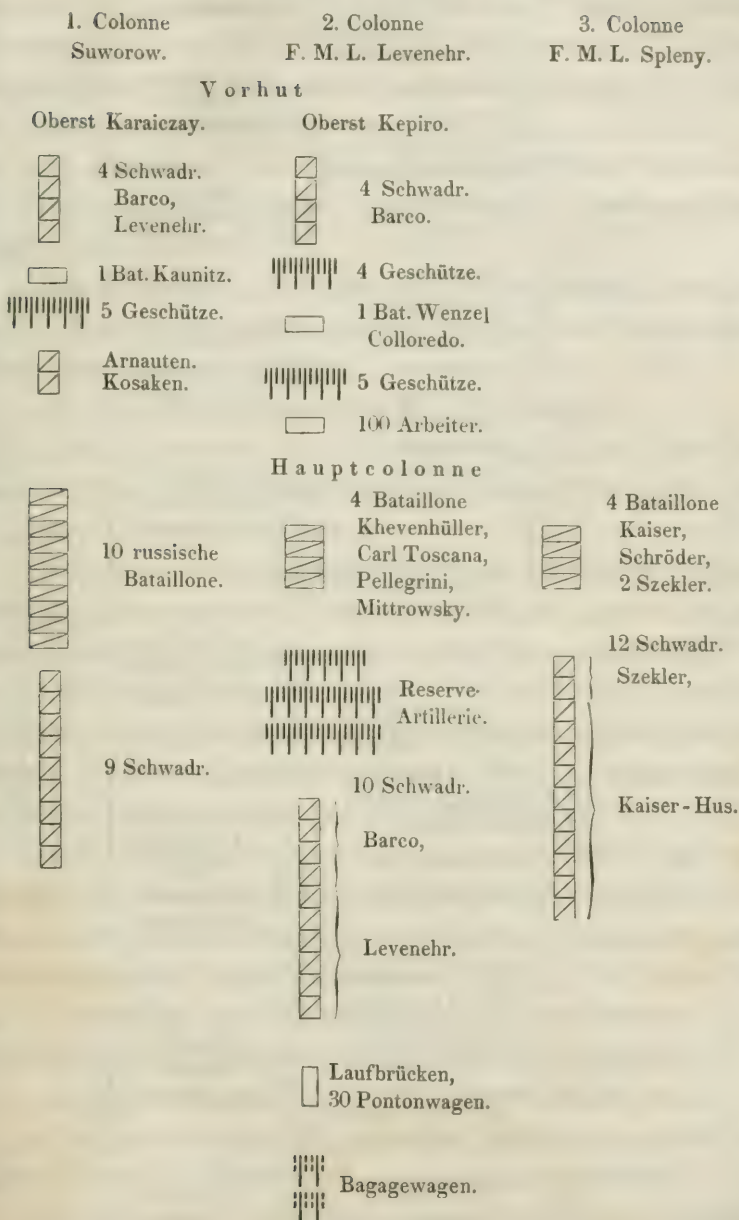 1. Colonne
Suworow.
2. Colonne
F. M. L. Levenehr.
3. Colonne
F. M. L. Spleny.
Vorhut
Oberst Karaiczay.
4 Schwadr.
Barco,
Levenehr.
1 Bat. Kaunitz.
5 Geschütze.
Arnauten.
Kosaken.
Oberst Kepiro.
4 Schwadr.
Barco.
4 Geschütze.
1 Bat. Wenzel
Colloredo.
5 Geschütze.
100 Arbeiter.
Hauptcolonne
10 russische
Bataillone.
9 Schwadr.
4 Bataillone
Khevenhüller,
Carl Toscana,
Pellegrini,
Mittrowsky.
Reserve-
Artillerie.
10 Schwadr.
Barco,
Levenehr.
Laufbrücken,
30 Pontonwagen.
Bagagewagen.
4 Bataillone
Kaiser,
Schröder,
2 Szekler.
12 Schwadr.
Szekler,
Kaiser-Hus.